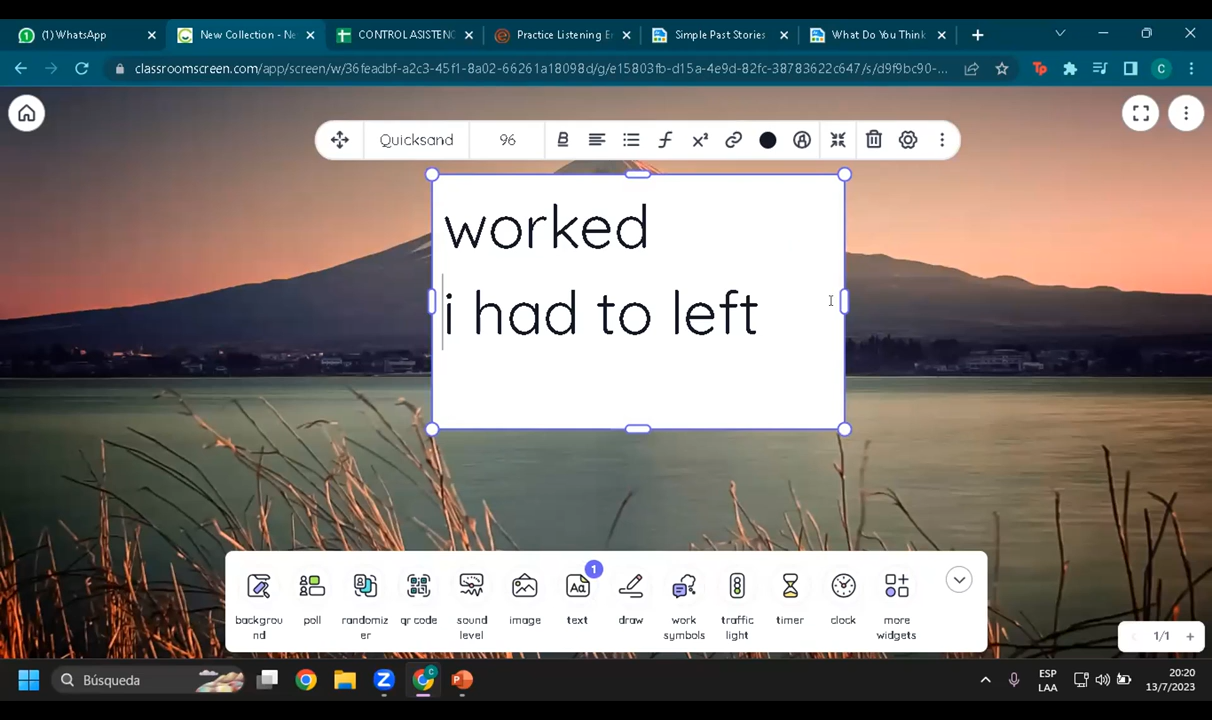 (1) WhatsApp
New Collection - Ne
CONTROL ASISTENC
Practice Listening E
Simple Past Stories
What Do You Think
classroomscreen.com/app/screen/w/36feadbf-a2c3-45f1-8a02-66261a18098d/g/e15803fb-d15a-4e9d-82fc-38783622c647/s/d9f9bc90-...
Tp
C
Quicksand 96 B
worked
i had to left
1
backgrou
nd
poll
randomiz
er
qr code
sound
level
image
text
draw
work
symbols
traffic
light
timer
clock
more
widgets
1/1
Búsqueda
ESP
LAA
20:20
13/7/2023